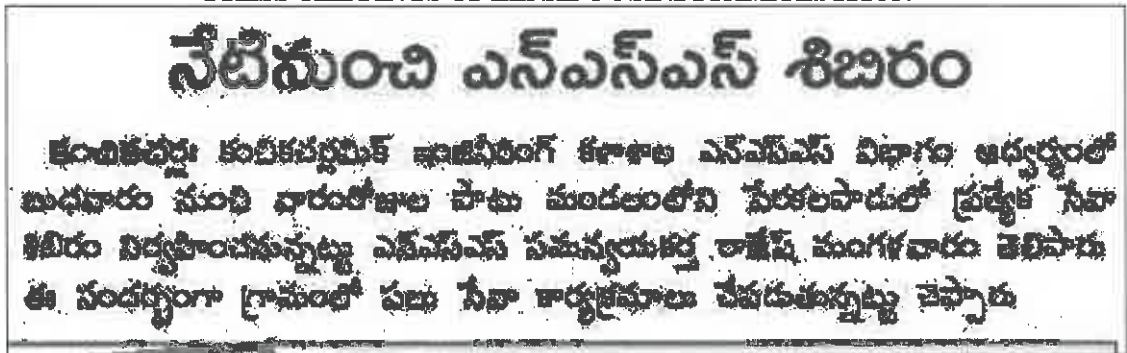 నేటినుంచి ఎన్ఎస్ఎస్ శిబిరం
కంచికచర్ల: కంచికచర్లమిక్ ఇంజినీరింగ్ కళాశాల ఎన్ఎస్ఎస్ విభాగం ఆధ్వర్యంలో
బుధవారం నుంచి వారంరోజుల పాటు మండలంలోని పేరకలపాడులో ప్రత్యేక సేవా
శిబిరం నిర్వహించనున్నట్టు ఎన్ఎస్ఎస్ సమన్వయకర్త రాజేష్ మంగళవారం తెలిపారు
ఈ సందర్భంగా గ్రామంలో పలు సేవా కార్యక్రమాలు చేపడుతున్నట్టు చెప్పారు